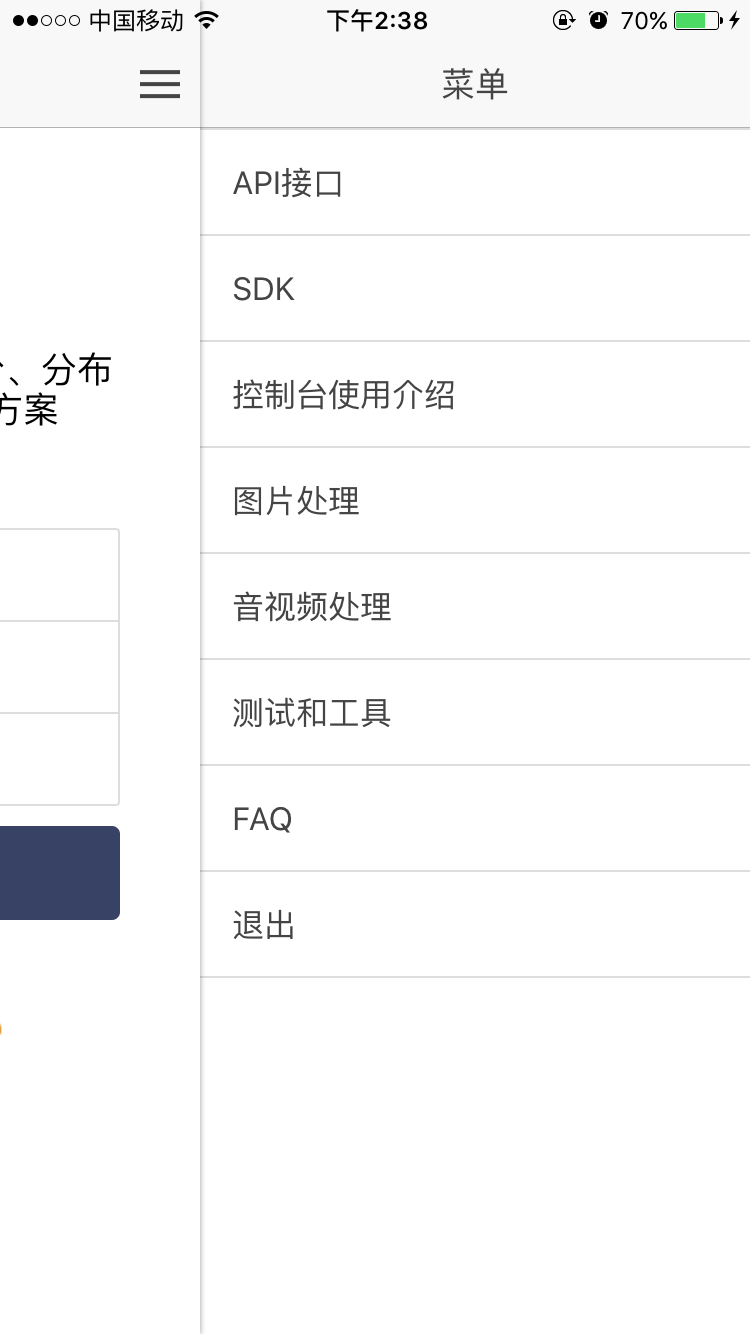 中国移动 下午2:38 70%
菜单
API接口
SDK
、分布
方案
控制台使用介绍
图片处理
音视频处理
测试和工具
FAQ
退出